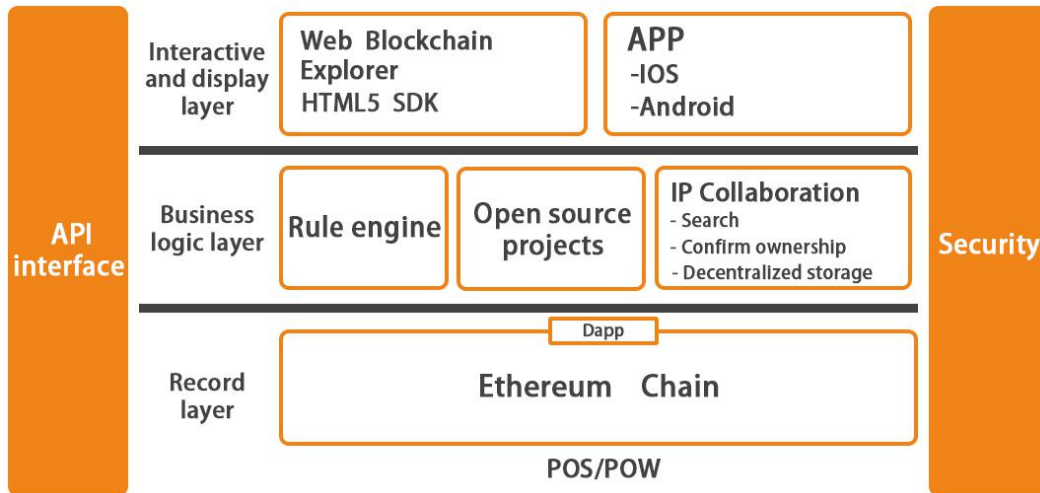 API
interface
Interactive
and display
layer
Web Blockchain
Explorer
HTML5 SDK
APP
-IOS
-Android
Business
logic layer
Rule engine
Open source
projects
IP Collaboration
- Search
- Confirm ownership
- Decentralized storage
Record
layer
Dapp
Ethereum Chain
POS/POW
Security